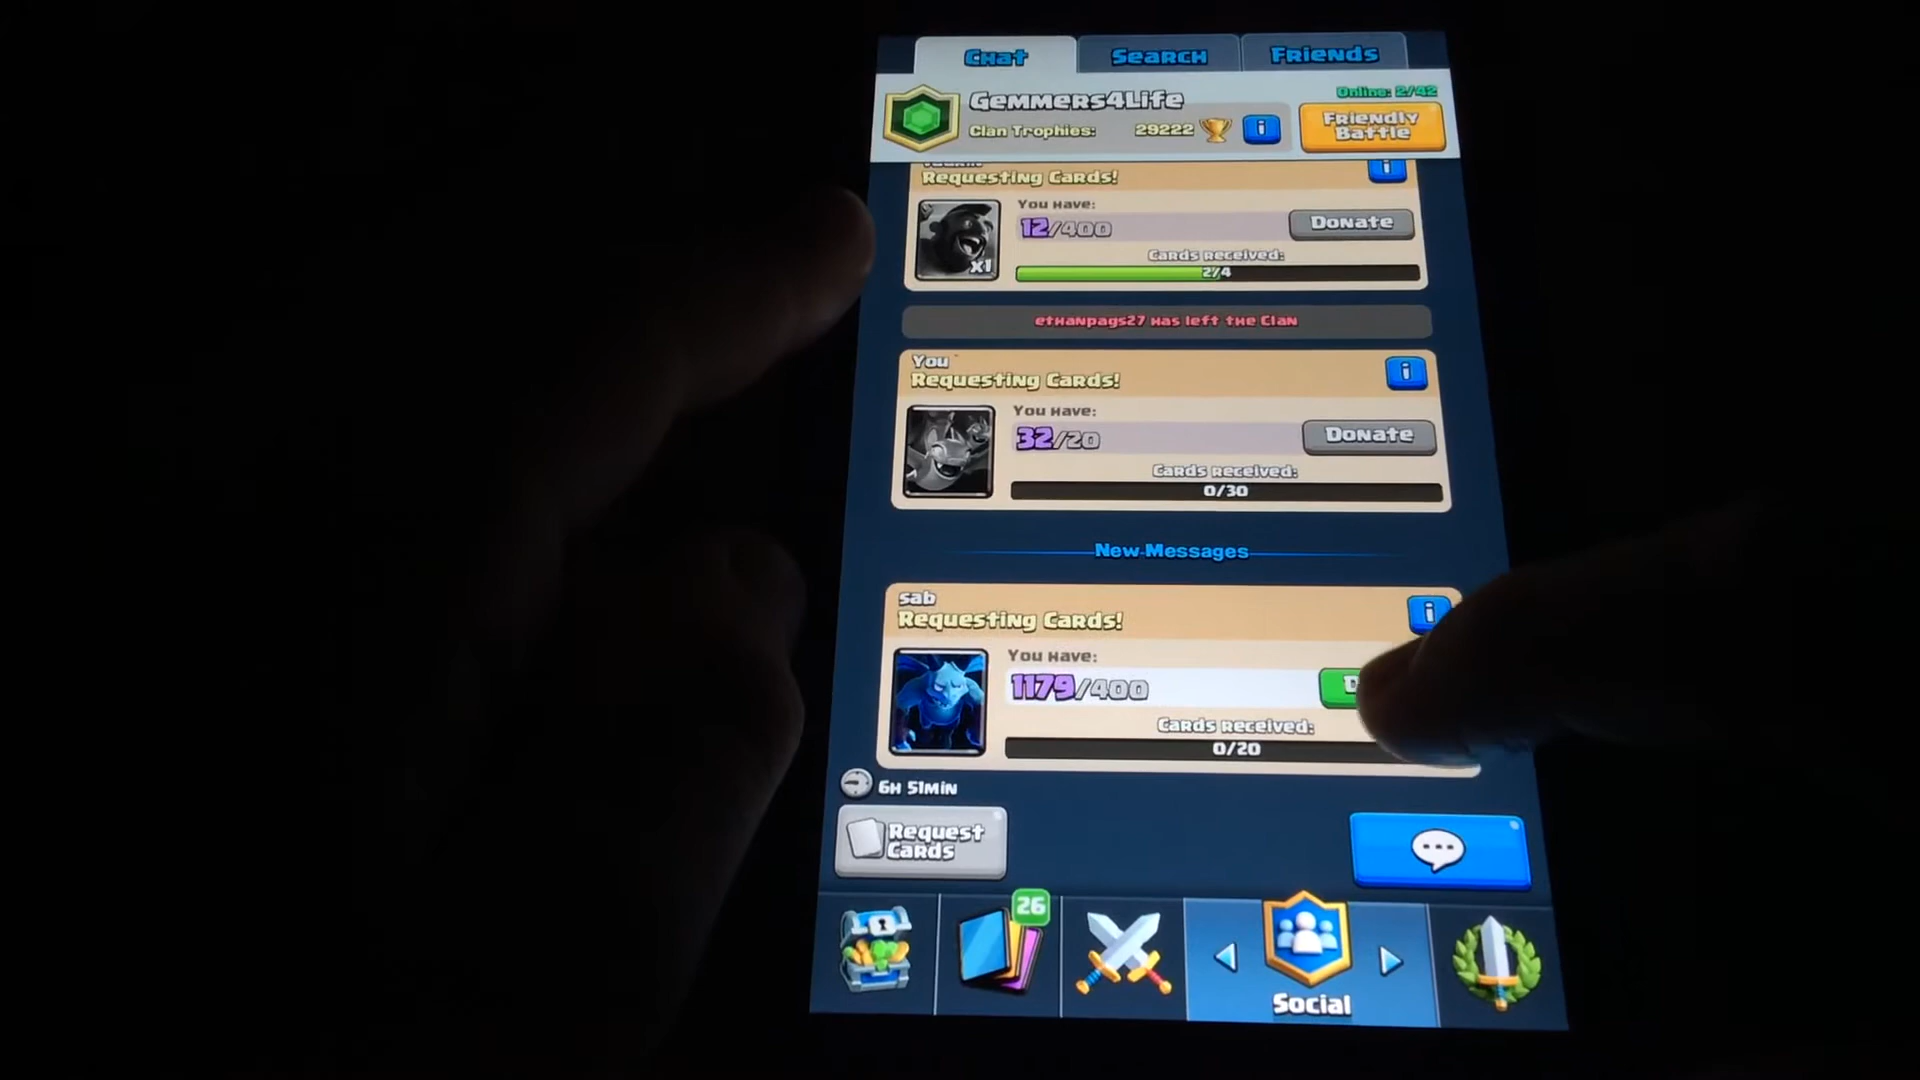 Chat
Search
Friends
Gemmers4Life
Online: 2/42
Clan Trophies: 29222
Friendly Battle
Requesting Cards!
You have:
12/400
Donate
Cards received:
x1
2/4
ethanpags27 has left the Clan
You
Requesting Cards!
You have:
32/20
Donate
Cards received:
0/30
New Messages
sab
Requesting Cards!
You have:
1179/400
Cards received:
0/20
6h 51min
Request
Cards
26
Social